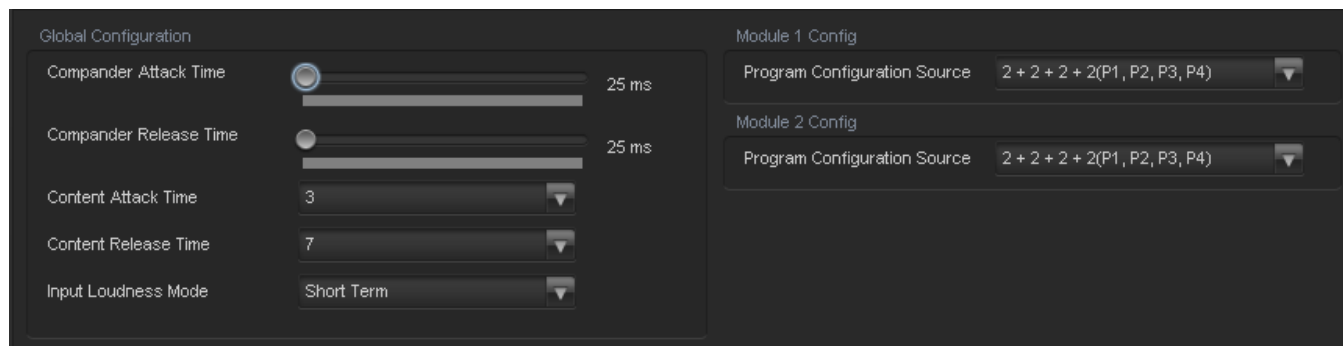 Global Configuration
Compander Attack Time
25 ms
Compander Release Time
25 ms
Content Attack Time
3
Content Release Time
7
Input Loudness Mode
Short Term
Module 1 Config
Program Configuration Source
2 + 2 + 2 + 2(P1, P2, P3, P4)
Module 2 Config
Program Configuration Source
2 + 2 + 2 + 2(P1, P2, P3, P4)